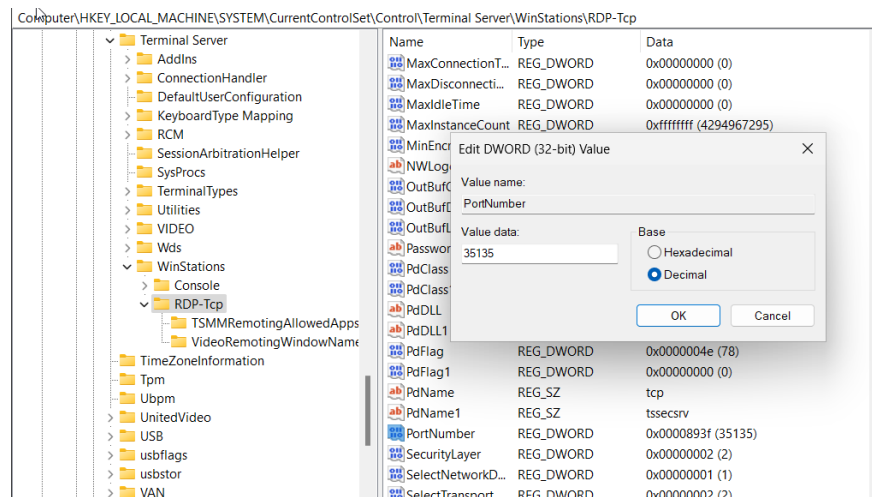 Computer\HKEY_LOCAL_MACHINE\SYSTEM\CurrentControlSet\Control\Terminal Server\WinStations\RDP-Tcp
Terminal Server
AddIns
ConnectionHandler
DefaultUserConfiguration
KeyboardType Mapping
RCM
SessionArbitrationHelper
SysProcs
TerminalTypes
Utilities
VIDEO
Wds
WinStations
Console
RDP-Tcp
TSMMRemotingAllowedApps
VideoRemotingWindowName
TimeZoneInformation
Tpm
Ubpm
UnitedVideo
USB
usbflags
usbstor
VAN
Name Type Data
MaxConnectionT... REG_DWORD 0x00000000 (0)
MaxDisconnecti... REG_DWORD 0x00000000 (0)
MaxIdleTime REG_DWORD 0x00000000 (0)
MaxInstanceCount REG_DWORD 0xffffffff (4294967295)
MinEncr
NWLog
OutBuf
OutBuf
OutBuf
Passwor
PdClass
PdClass
PdDLL
PdDLL1
PdFlag REG_DWORD 0x0000004e (78)
PdFlag1 REG_DWORD 0x00000000 (0)
PdName REG_SZ tcp
PdName1 REG_SZ tssecsrv
PortNumber REG_DWORD 0x0000893f (35135)
SecurityLayer REG_DWORD 0x00000002 (2)
SelectNetworkD... REG_DWORD 0x00000001 (1)
SelectTransport REG_DWORD 0x00000002 (2)
Edit DWORD (32-bit) Value
Value name:
PortNumber
Value data:
35135
Base
Hexadecimal
Decimal
OK Cancel